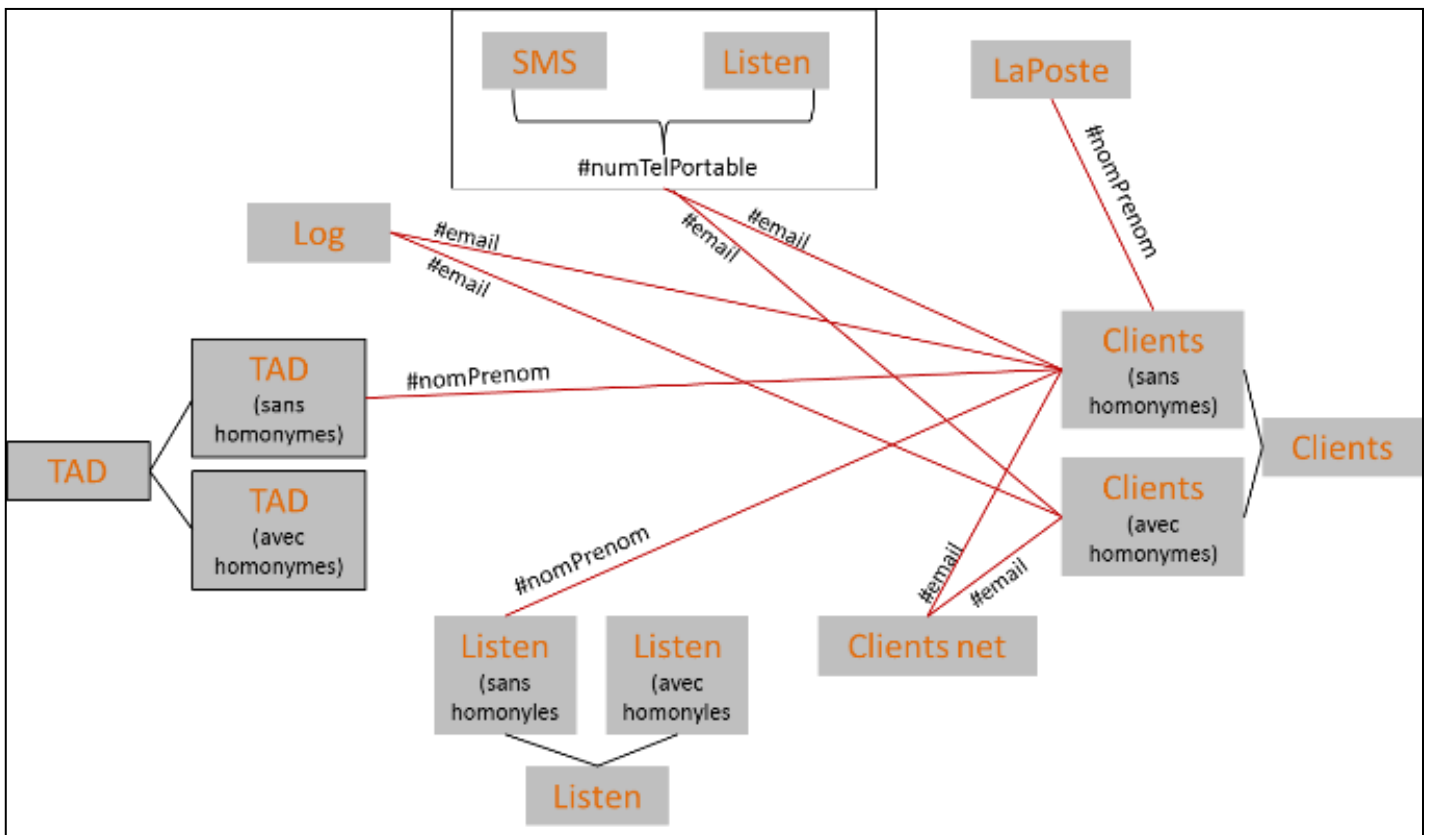 SMS
Listen
LaPoste
#numTelPortable
#nomPrenom
Log
#email
#email
#email
#email
TAD
(sans
homonymes)
#nomPrenom
Clients
(sans
homonymes)
TAD
Clients
TAD
(avec
homonymes)
Clients
(avec
homonymes)
#nomPrenom
#email
#email
Listen
(sans
homonyles
Listen
(avec
homonyles
Clients net
Listen